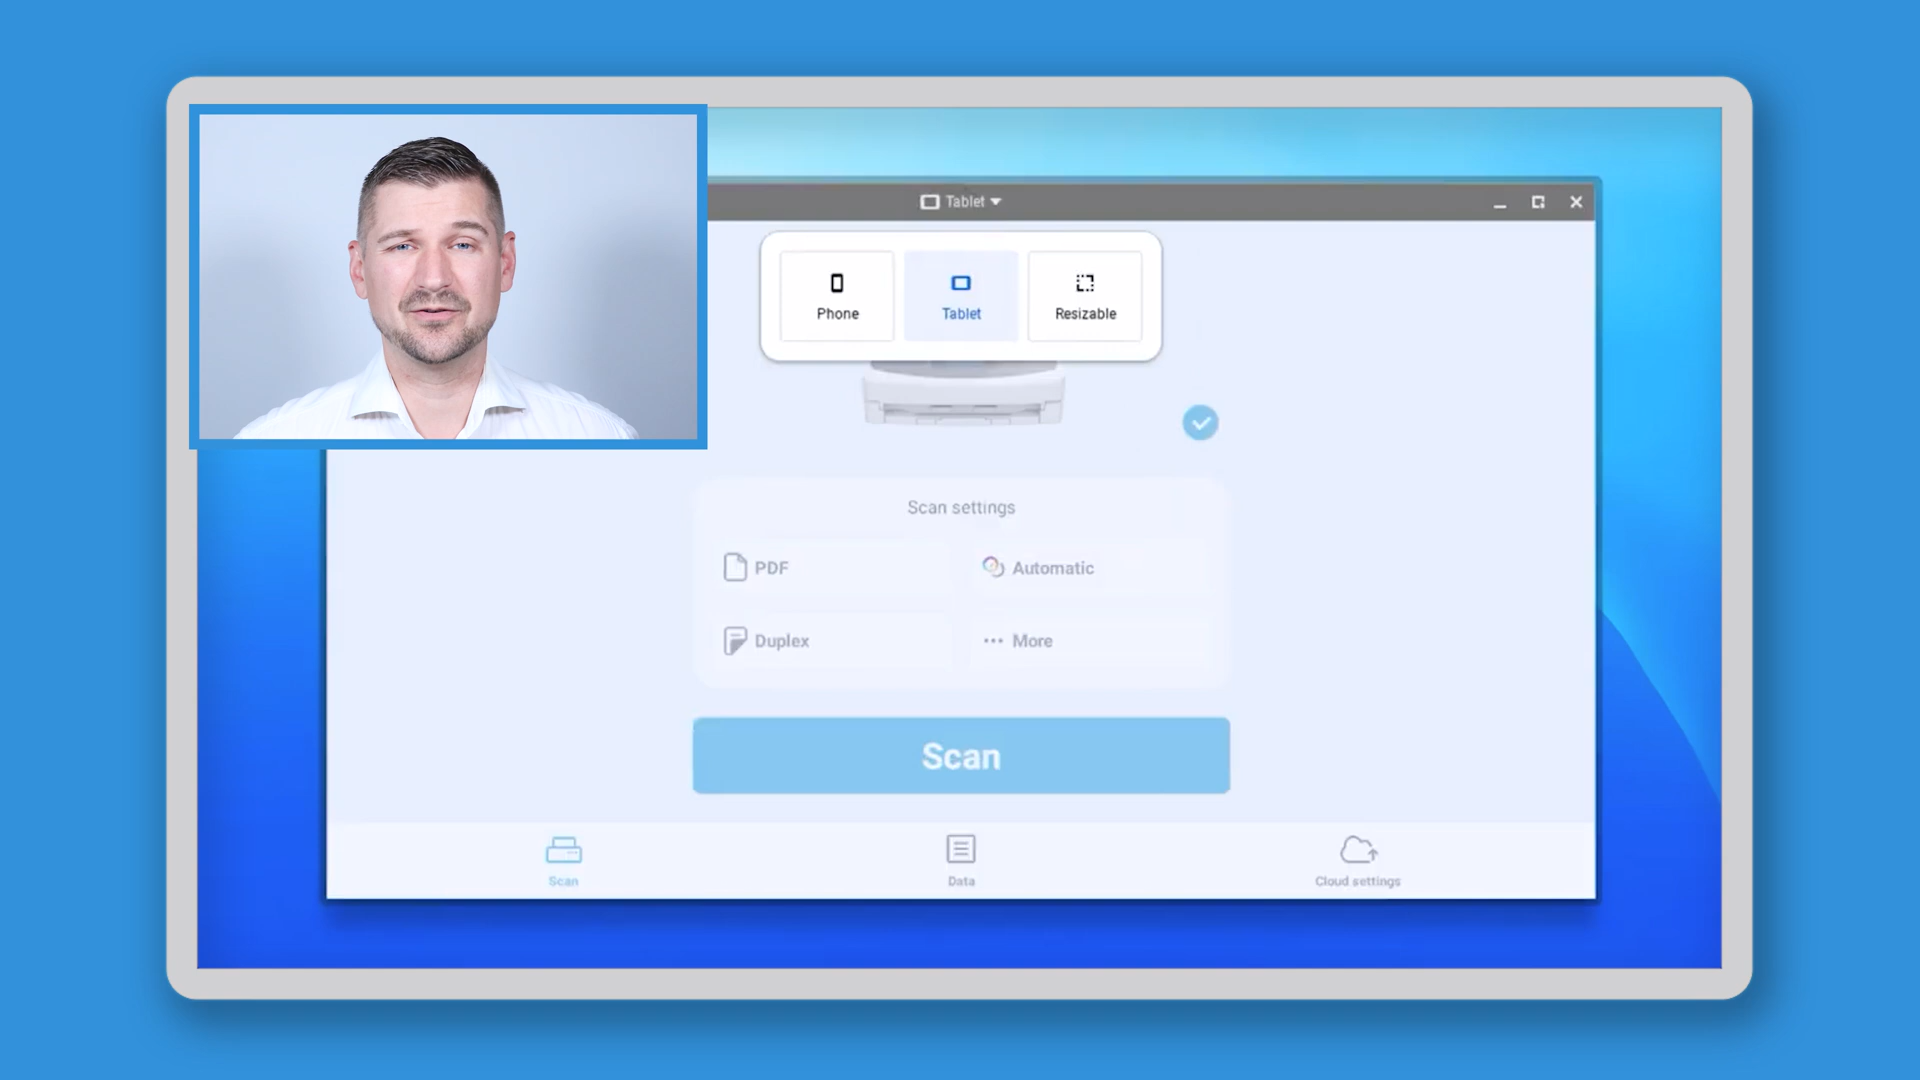 Tablet
Phone
Tablet
Resizable
Scan settings
PDF
Automatic
Duplex
More
Scan
Scan
Data
Cloud settings